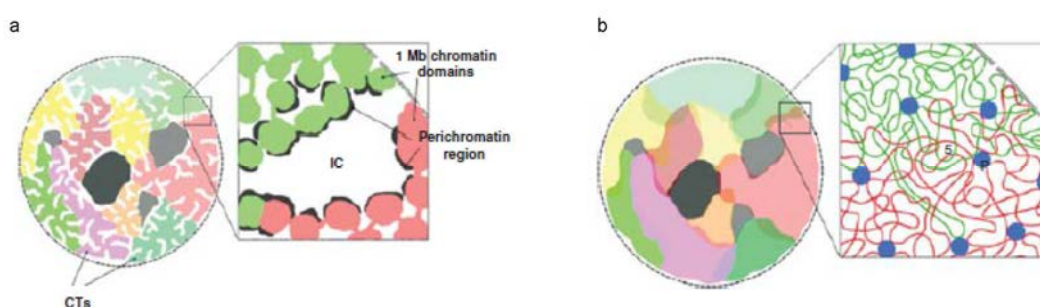 a
b
1 Mb chromatin
domains
Perichromatin
region
IC
CTs
5
P